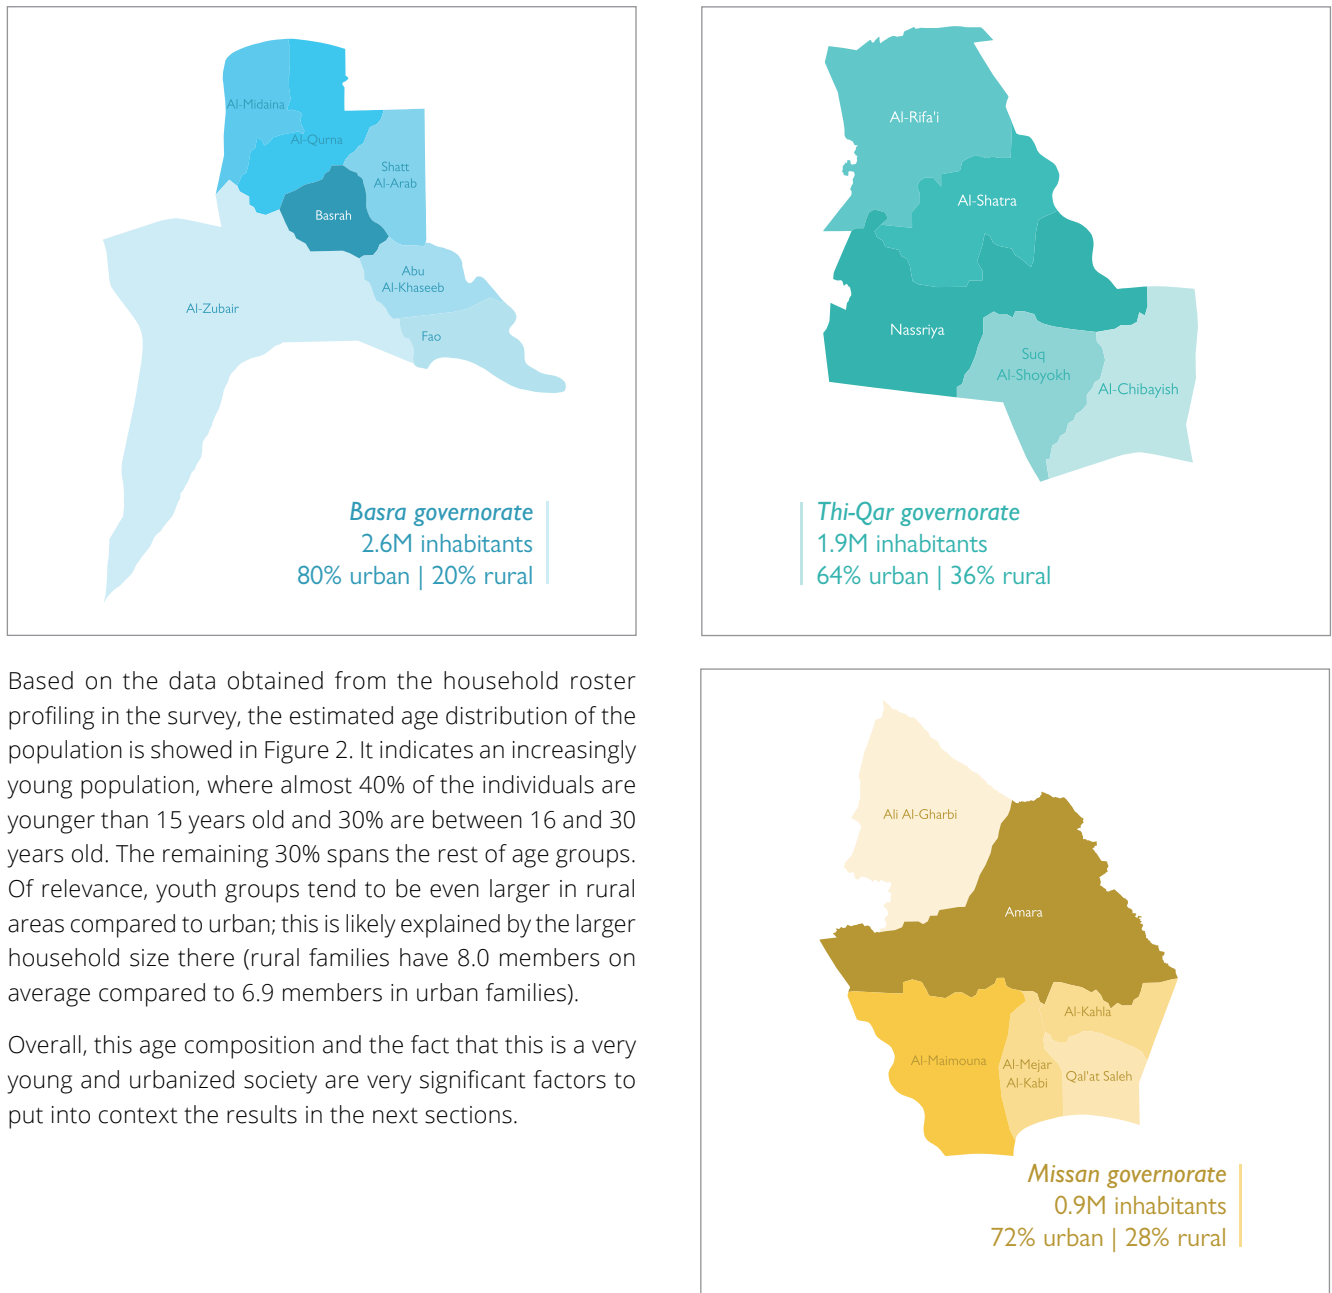 Al-Midaina
Al-Qurna
Shatt
Al-Arab
Basrah
Abu
Al-Khaseeb
Al-Zubair
Fao
Basra governorate
2.6M inhabitants
80% urban | 20% rural
Al-Rifa'i
Al-Shatra
Nassriya
Suq
Al-Shoyokh
Al-Chibayish
Thi-Qar governorate
1.9M inhabitants
64% urban | 36% rural
Based on the data obtained from the household roster
profiling in the survey, the estimated age distribution of the
population is showed in Figure 2. It indicates an increasingly
young population, where almost 40% of the individuals are
younger than 15 years old and 30% are between 16 and 30
years old. The remaining 30% spans the rest of age groups.
Of relevance, youth groups tend to be even larger in rural
areas compared to urban; this is likely explained by the larger
household size there (rural families have 8.0 members on
average compared to 6.9 members in urban families).
Overall, this age composition and the fact that this is a very
young and urbanized society are very significant factors to
put into context the results in the next sections.
Ali Al-Gharbi
Amara
Al-Kahla
Al-Maimouna
Al-Mejar
Al-Kabi
Qal'at Saleh
Missan governorate
0.9M inhabitants
72% urban | 28% rural